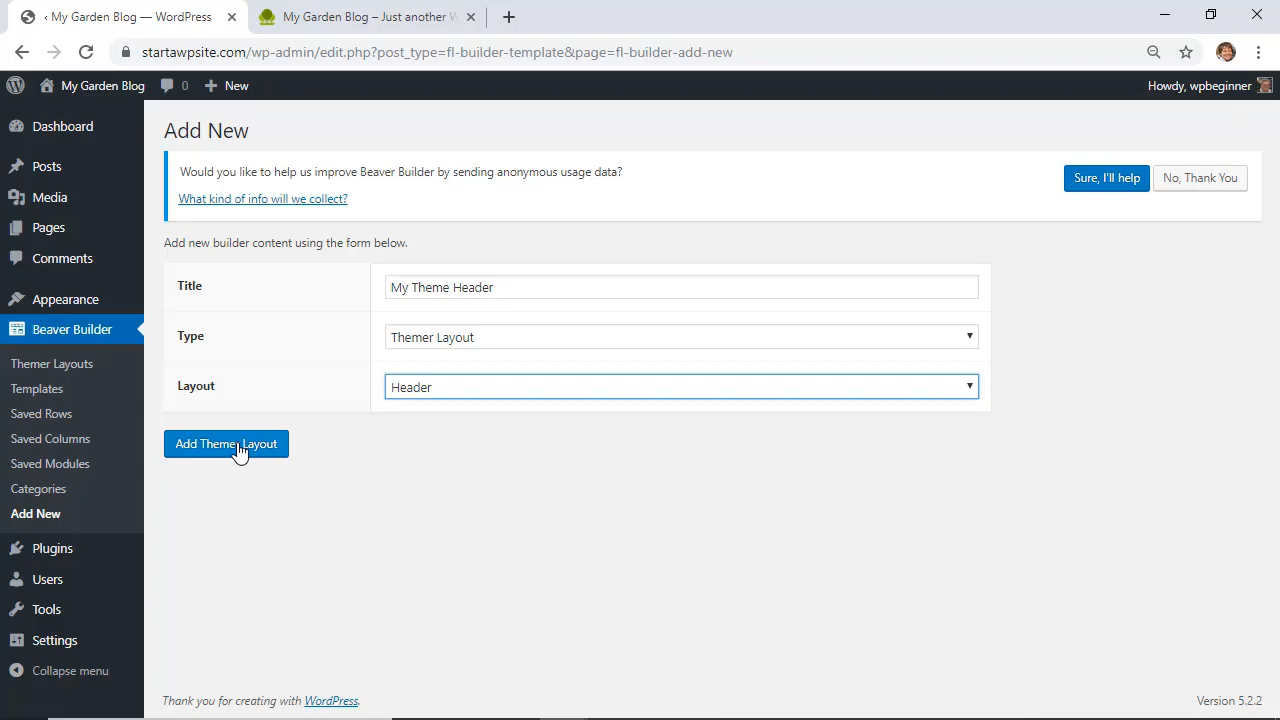 ‹ My Garden Blog — WordPress
My Garden Blog – Just another W
startawpsite.com/wp-admin/edit.php?post_type=fl-builder-template&page=fl-builder-add-new
My Garden Blog
0
New
Howdy, wpbeginner
Dashboard
Posts
Media
Pages
Comments
Appearance
Beaver Builder
Themer Layouts
Templates
Saved Rows
Saved Columns
Saved Modules
Categories
Add New
Plugins
Users
Tools
Settings
Collapse menu
Add New
Would you like to help us improve Beaver Builder by sending anonymous usage data?
Sure, I'll help
No, Thank You
What kind of info will we collect?
Add new builder content using the form below.
Title
My Theme Header
Type
Themer Layout
Layout
Header
Add Themer Layout
Thank you for creating with WordPress.
Version 5.2.2